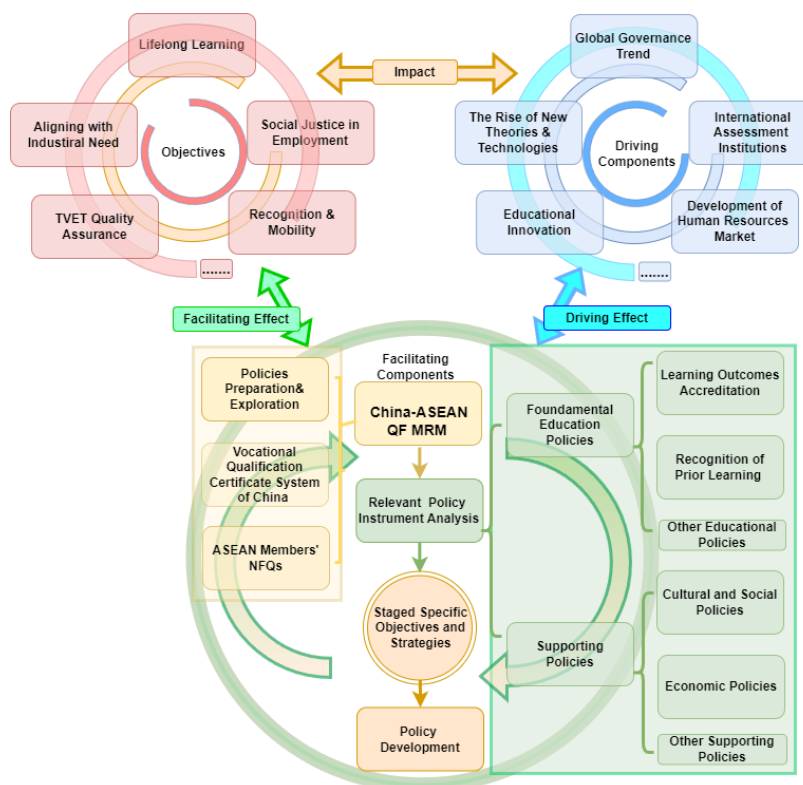 Lifelong Learning
Aligning with
Industiral Need
Objectives
Social Justice in
Employment
TVET Quality
Assurance
Recognition &
Mobility
.......
Impact
Global Governance
Trend
The Rise of New
Theories &
Technologies
Driving
Components
International
Assessment
Institutions
Educational
Innovation
Development of
Human Resources
Market
.......
Facilitating Effect
Driving Effect
Policies
Preparation&
Exploration
Vocational
Qualification
Certificate System
of China
ASEAN Members'
NFQs
Facilitating
Components
China-ASEAN
QF MRM
Relevant Policy
Instrument Analysis
Staged Specific
Objectives and
Strategies
Policy
Development
Foundamental
Education
Policies
Supporting
Policies
Learning Outcomes
Accreditation
Recognition of
Prior Learning
Other Educational
Policies
Cultural and Social
Policies
Economic Policies
Other Supporting
Policies